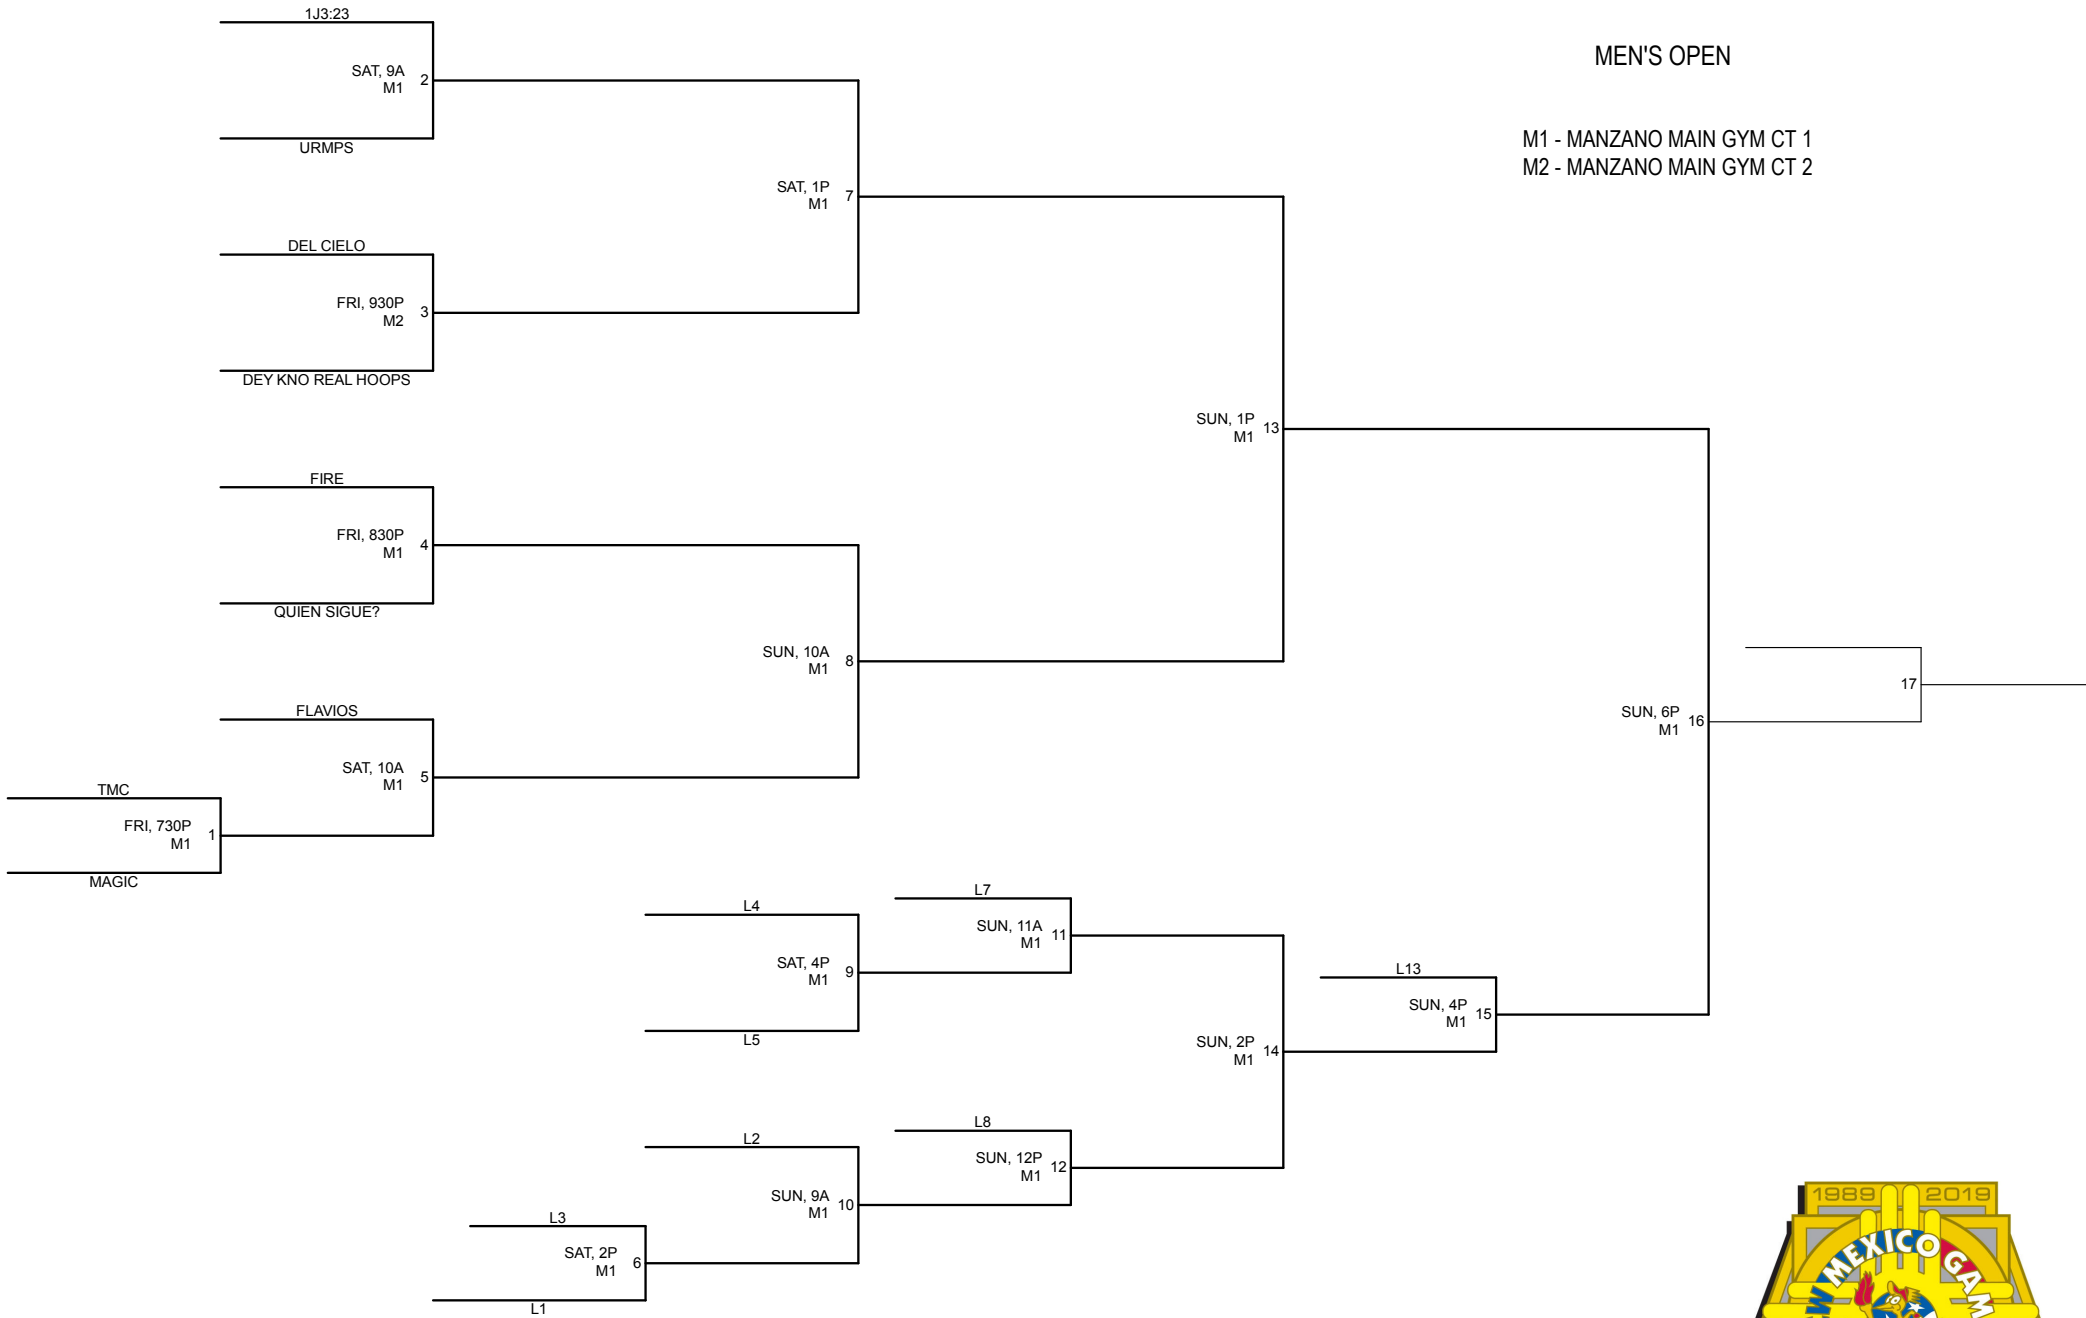 1J3:23
SAT, 9A
M1
2
URMPS
MEN'S OPEN
M1 - MANZANO MAIN GYM CT 1
M2 - MANZANO MAIN GYM CT 2
SAT, 1P
M1
7
DEL CIELO
FRI, 930P
M2
3
DEY KNO REAL HOOPS
SUN, 1P
M1
13
FIRE
FRI, 830P
M1
4
QUIEN SIGUE?
SUN, 10A
M1
8
FLAVIOS
SAT, 10A
M1
5
TMC
FRI, 730P
M1
1
MAGIC
17
SUN, 6P
M1
16
L4
SAT, 4P
M1
9
L5
L7
SUN, 11A
M1
11
L13
SUN, 4P
M1
15
SUN, 2P
M1
14
L2
SUN, 9A
M1
10
L8
SUN, 12P
M1
12
L3
SAT, 2P
M1
6
L1
1989 2019
W MEXICO GAM